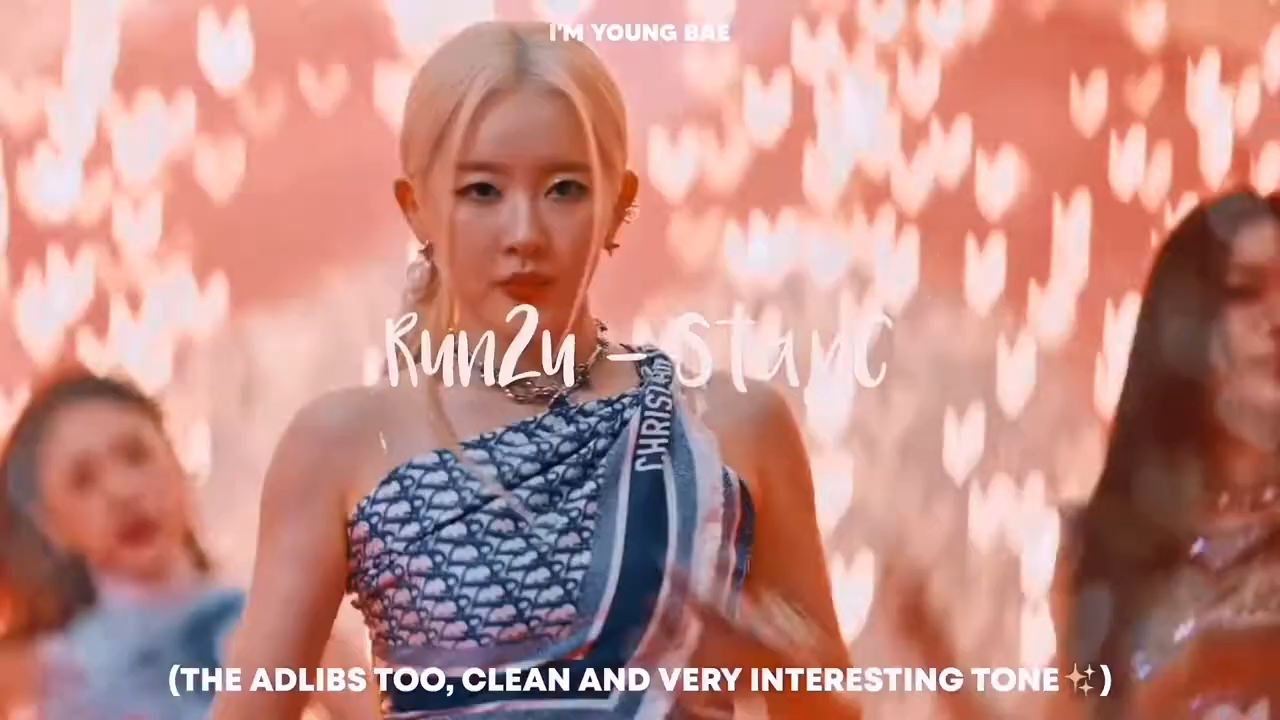 I'M YOUNG BAE
Run2u - StayC
CHRISTIAN
(THE ADLIBS TOO, CLEAN AND VERY INTERESTING TONE✨)